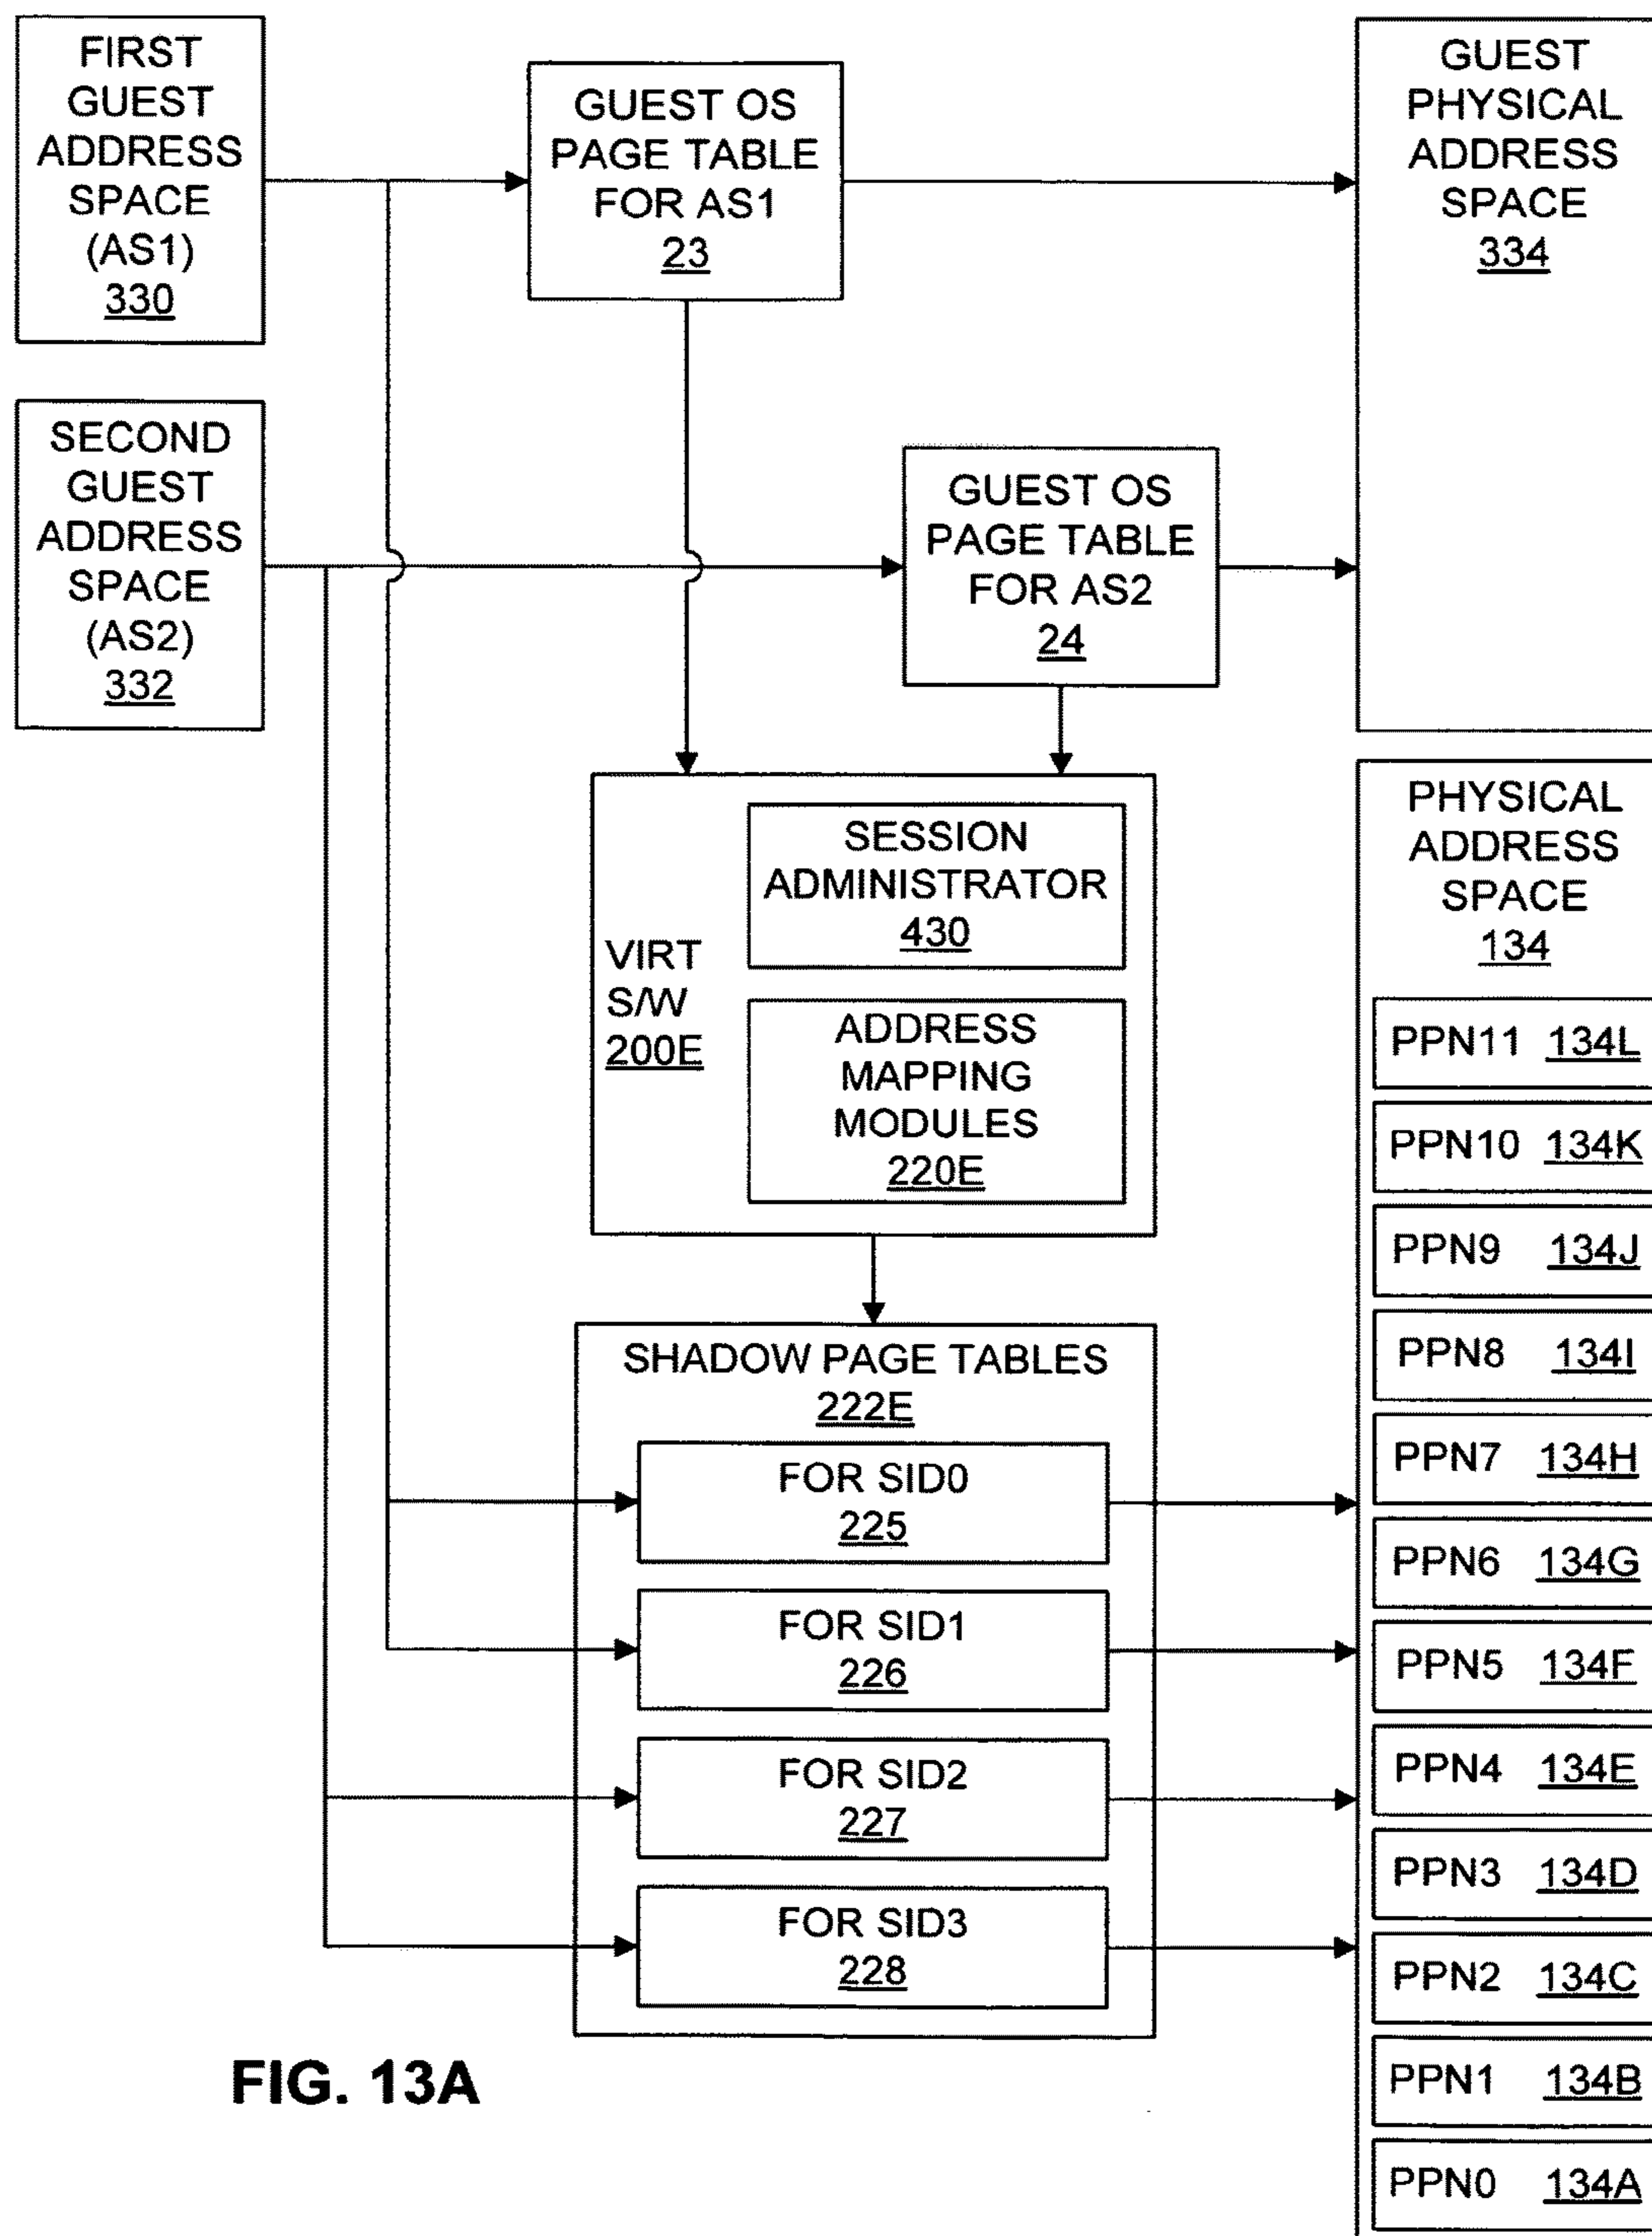 FIRST
GUEST
ADDRESS
SPACE
(AS1)
330
GUEST OS
PAGE TABLE
FOR AS1
23
GUEST
PHYSICAL
ADDRESS
SPACE
334
SECOND
GUEST
ADDRESS
SPACE
(AS2)
332
GUEST OS
PAGE TABLE
FOR AS2
24
VIRT
S/W
200E
SESSION
ADMINISTRATOR
430
ADDRESS
MAPPING
MODULES
220E
SHADOW PAGE TABLES
222E
FOR SID0
225
FOR SID1
226
FOR SID2
227
FOR SID3
228
PHYSICAL
ADDRESS
SPACE
134
PPN11 134L
PPN10 134K
PPN9 134J
PPN8 134I
PPN7 134H
PPN6 134G
PPN5 134F
PPN4 134E
PPN3 134D
PPN2 134C
PPN1 134B
PPN0 134A
FIG. 13A